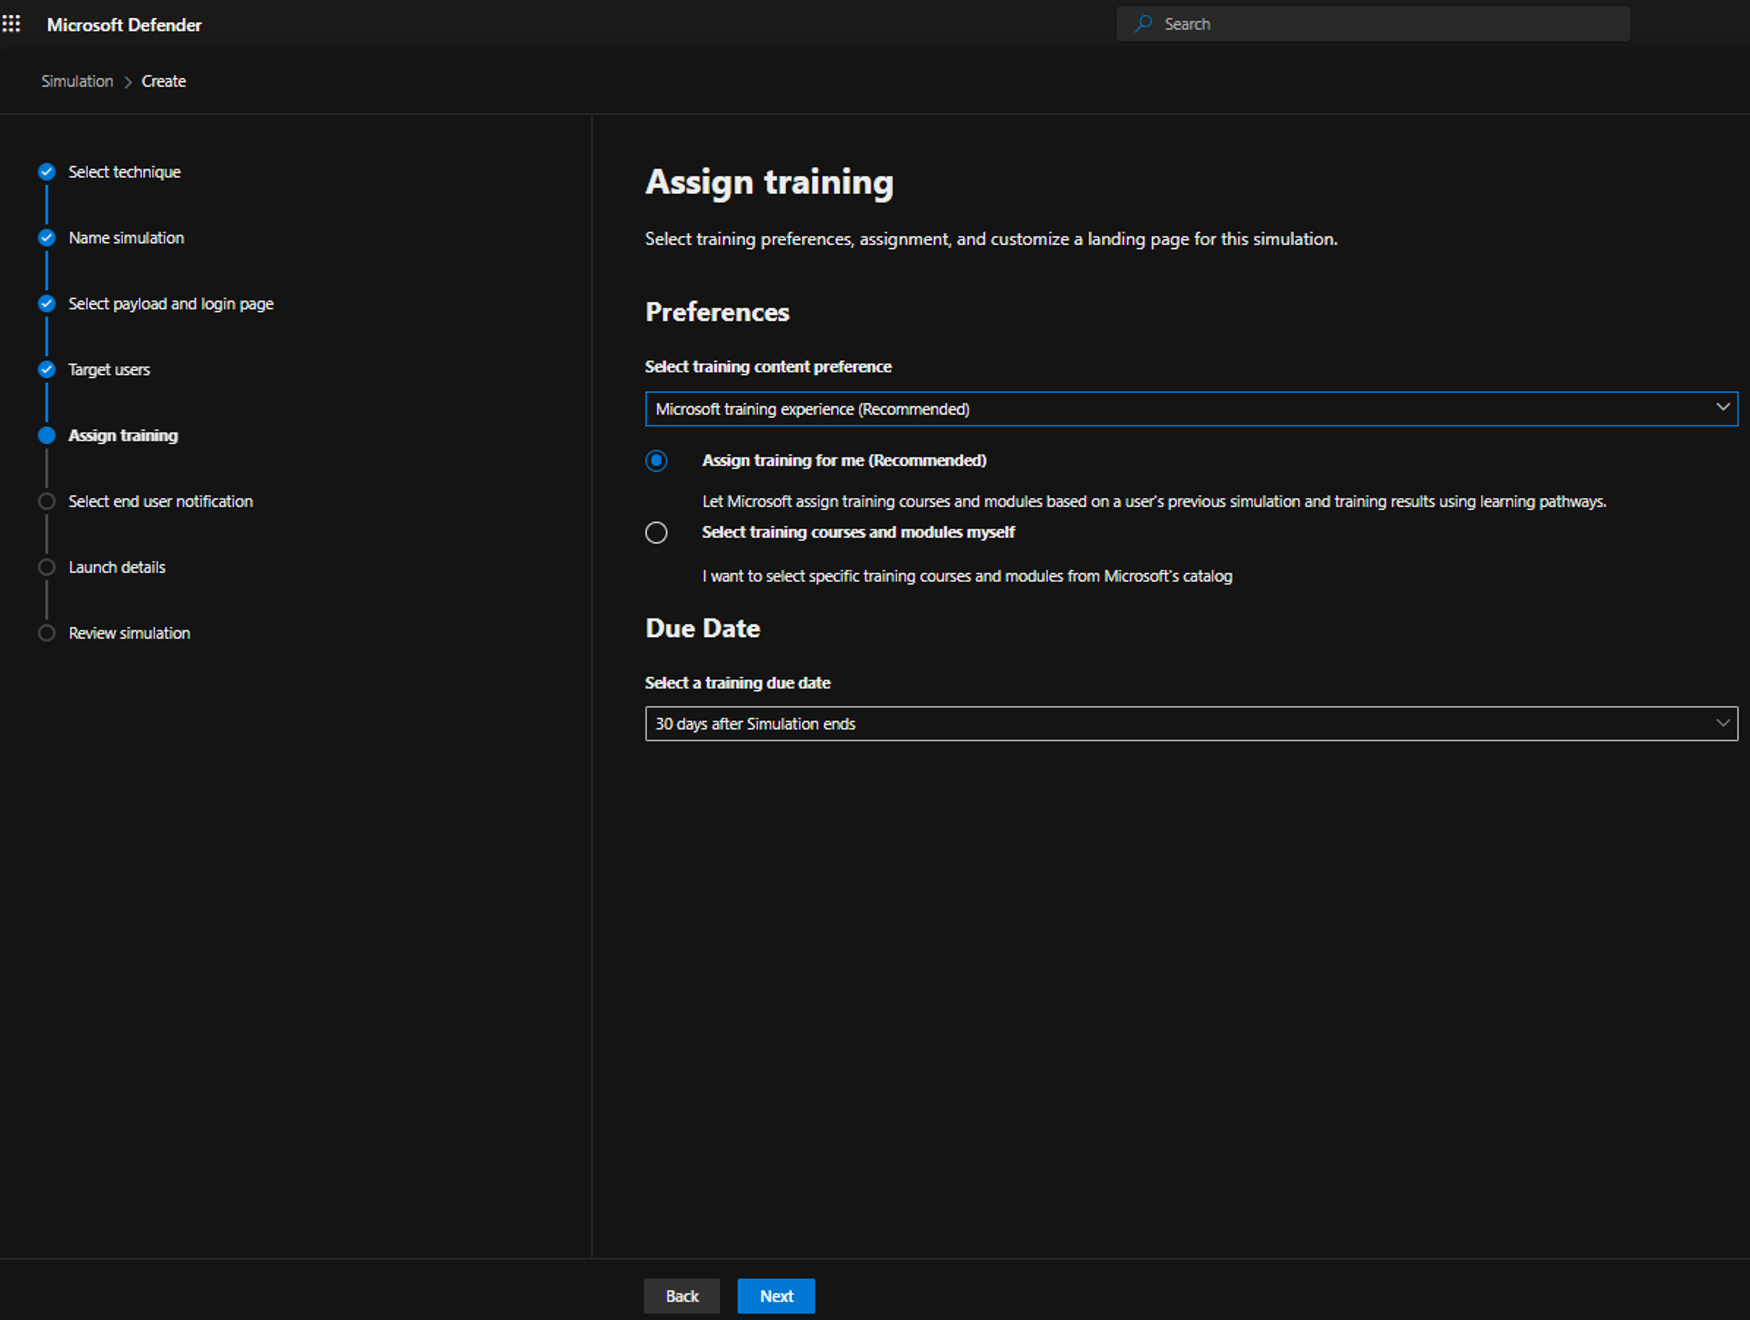 Microsoft Defender
Search
Simulation > Create
Select technique
Name simulation
Select payload and login page
Target users
Assign training
Select end user notification
Launch details
Review simulation
Assign training
Select training preferences, assignment, and customize a landing page for this simulation.
Preferences
Select training content preference
Microsoft training experience (Recommended)
Assign training for me (Recommended)
Let Microsoft assign training courses and modules based on a user's previous simulation and training results using learning pathways.
Select training courses and modules myself
I want to select specific training courses and modules from Microsoft's catalog
Due Date
Select a training due date
30 days after Simulation ends
Back
Next